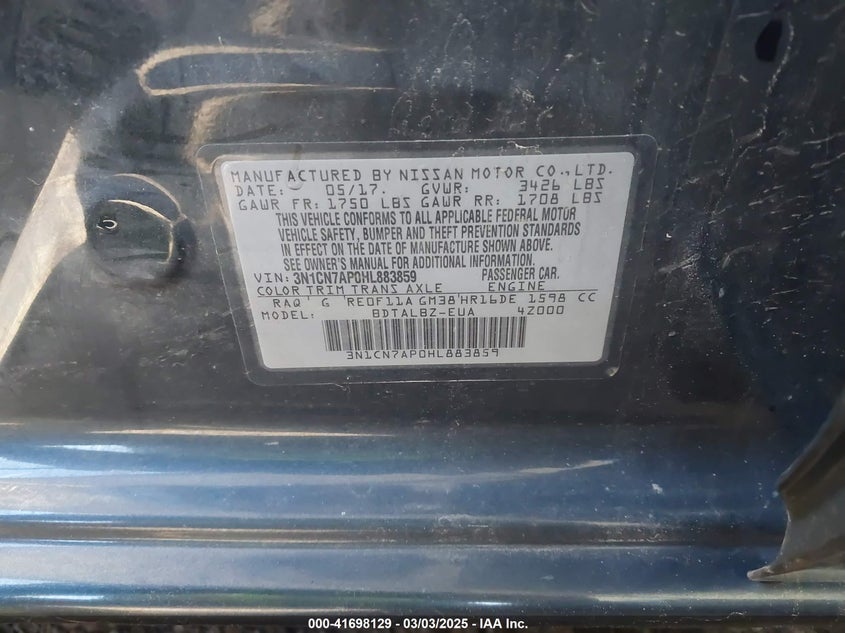 MANUFACTURED BY NISSAN MOTOR CO., LTD.
DATE: 05/17. GVWR: 3426 LBS
GAWR FR: 1750 LBS GAWR RR: 1708 LBS
THIS VEHICLE CONFORMS TO ALL APPLICABLE FEDERAL MOTOR
VEHICLE SAFETY, BUMPER AND THEFT PREVENTION STANDARDS
IN EFFECT ON THE DATE OF MANUFACTURE SHOWN ABOVE.
SEE OWNER'S MANUAL FOR ADDITIONAL INFORMATION.
VIN: 3N1CN7AP0HL883859 PASSENGER CAR.
COLOR TRIM TRANS AXLE ENGINE
RAQ' G 'RE0F11A GM38'HR16DE 1598 CC
MODEL: BDTALBZ-EUA 4Z000
3N1CN7AP0HL883859
000-41698129 - 03/03/2025 - IAA Inc.